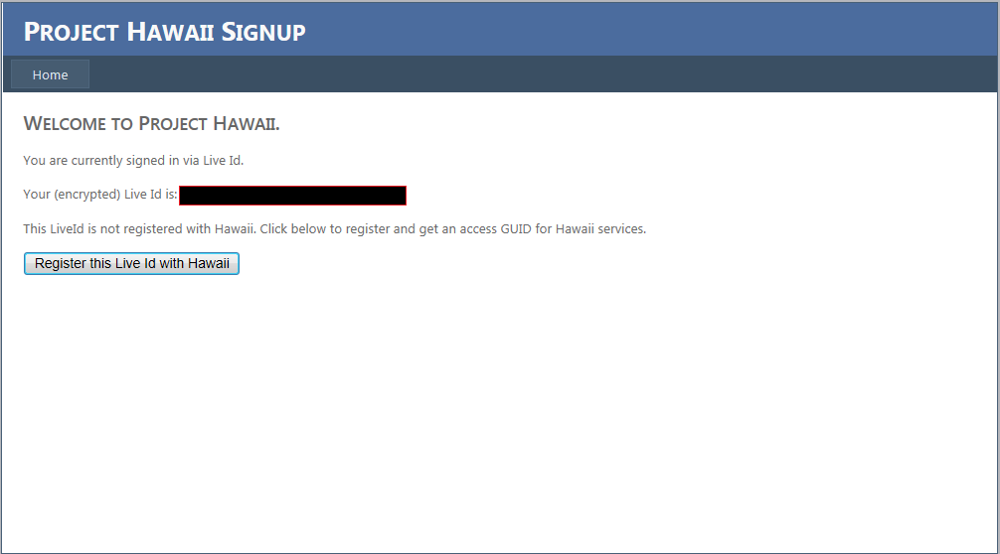 Project Hawaii Signup
Home
Welcome to Project Hawaii.
You are currently signed in via Live Id.
Your (encrypted) Live Id is:
This LiveId is not registered with Hawaii. Click below to register and get an access GUID for Hawaii services.
Register this Live Id with Hawaii